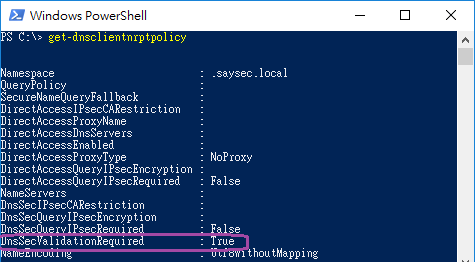 Windows PowerShell
PS C:\> get-dnsclientnrptpolicy
Namespace : .saysec.local
QueryPolicy :
SecureNameQueryFallback :
DirectAccessIPsecCARestriction :
DirectAccessProxyName :
DirectAccessDnsServers :
DirectAccessEnabled :
DirectAccessProxyType : NoProxy
DirectAccessQueryIPsecEncryption :
DirectAccessQueryIPsecRequired : False
NameServers :
DnsSecIPsecCARestriction :
DnsSecQueryIPsecEncryption :
DnsSecQueryIPsecRequired : False
DnsSecValidationRequired : True
NameEncoding : Utf8WithoutMapping